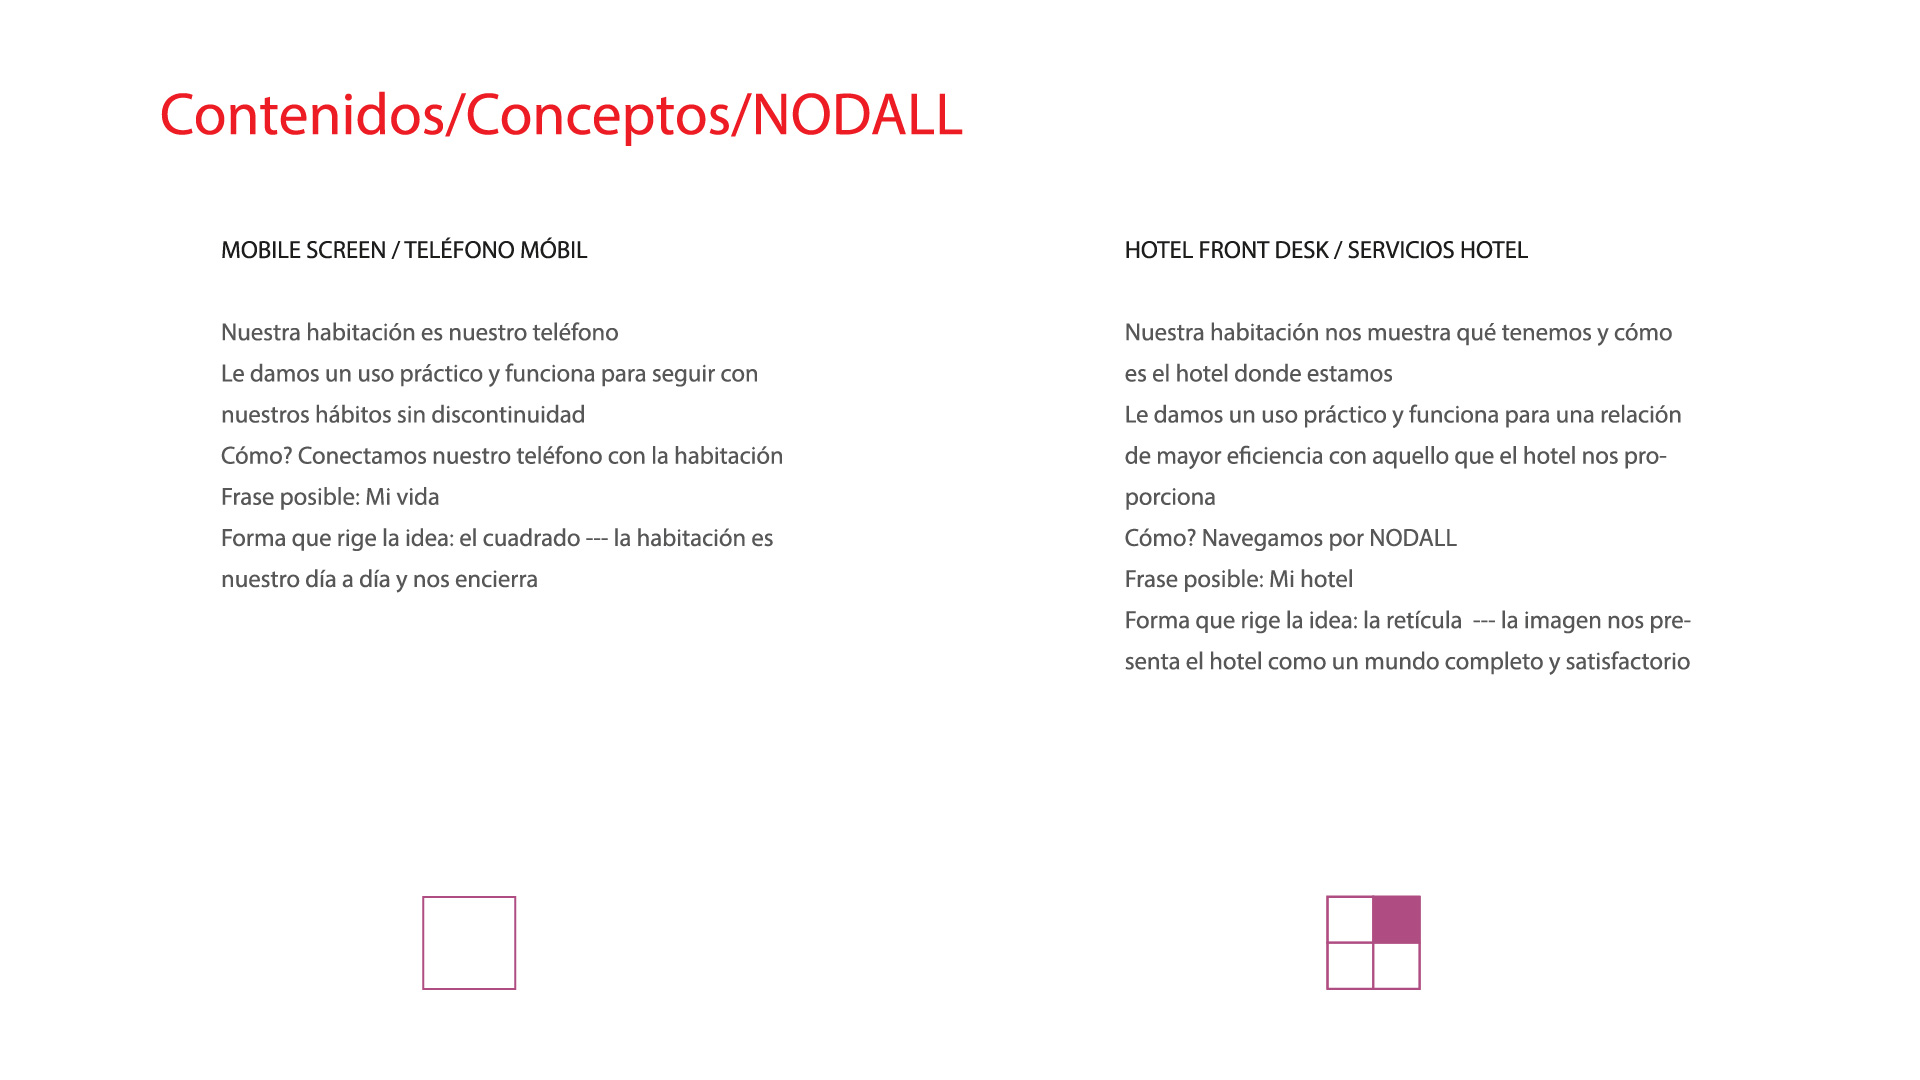 Contenidos/Conceptos/NODALL
MOBILE SCREEN / TELÉFONO MÓBIL
Nuestra habitación es nuestro teléfono
Le damos un uso práctico y funciona para seguir con
nuestros hábitos sin discontinuidad
Cómo? Conectamos nuestro teléfono con la habitación
Frase posible: Mi vida
Forma que rige la idea: el cuadrado --- la habitación es
nuestro día a día y nos encierra
HOTEL FRONT DESK / SERVICIOS HOTEL
Nuestra habitación nos muestra qué tenemos y cómo
es el hotel donde estamos
Le damos un uso práctico y funciona para una relación
de mayor eficiencia con aquello que el hotel nos pro-
porciona
Cómo? Navegamos por NODALL
Frase posible: Mi hotel
Forma que rige la idea: la retícula  --- la imagen nos pre-
senta el hotel como un mundo completo y satisfactorio